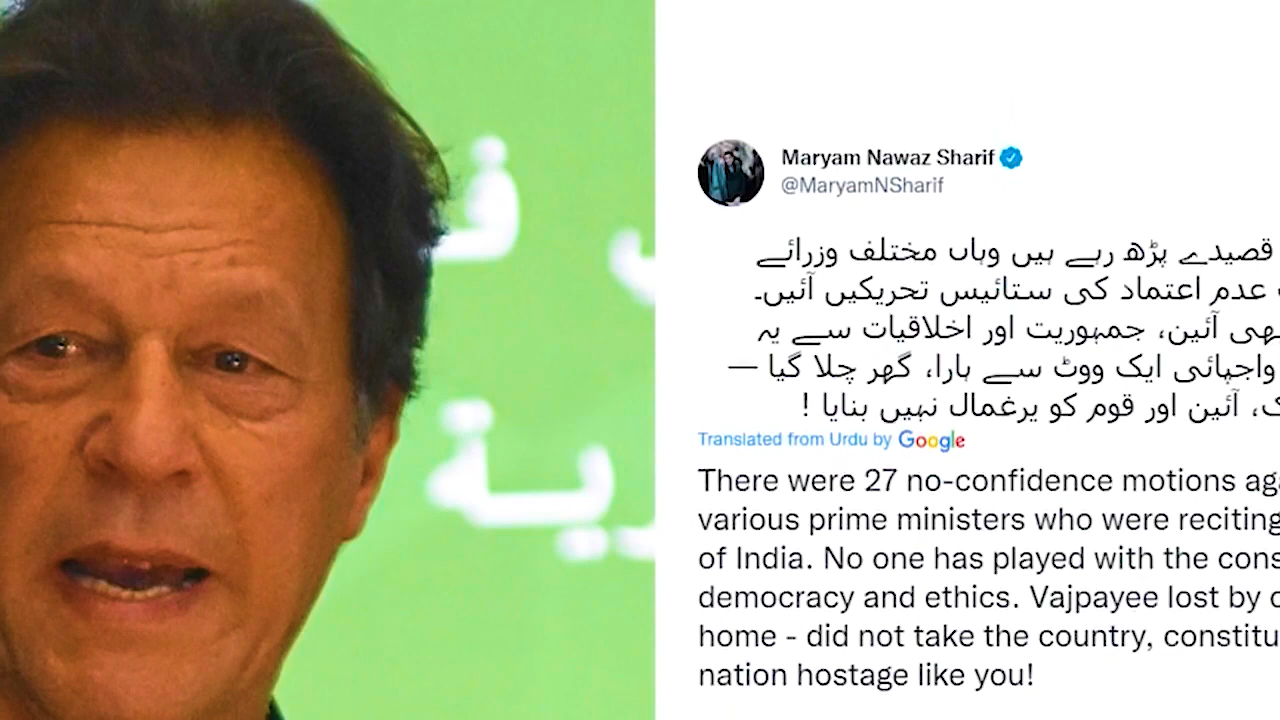 Maryam Nawaz Sharif
@MaryamNSharif
قصیدے پڑھ رہے ہیں وہاں مختلف وزرائے
عدم اعتماد کی ستائیس تحریکیں آئیں۔
آئین، جمہوریت اور اخلاقیات سے یہ
واجپائی ایک ووٹ سے ہارا، گھر چلا گیا —
آئین اور قوم کو یرغمال نہیں بنایا !
Translated from Urdu by Google
There were 27 no-confidence motions
various prime ministers who were reciting
of India. No one has played with the
democracy and ethics. Vajpayee lost by
home - did not take the country,
nation hostage like you!